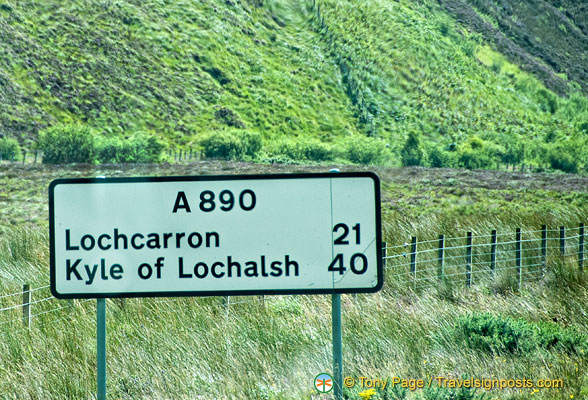 A 890
Lochcarron 21
Kyle of Lochalsh 40
© Tony Page / Travelsignposts.com